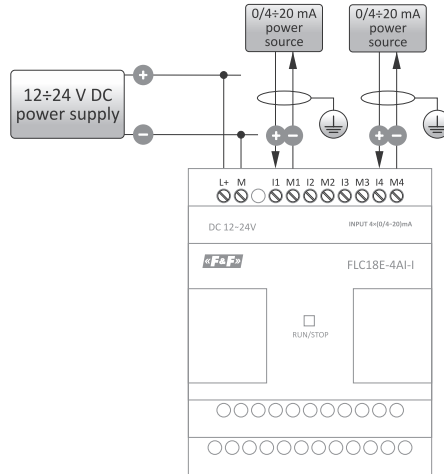 0/4÷20 mA
power
source
0/4÷20 mA
power
source
12÷24 V DC
power supply
+
−
+ − + −
L+ M I1 M1 I2 M2 I3 M3 I4 M4
DC 12-24V INPUT 4×(0/4-20)mA
«F&F» FLC18E-4AI-I
RUN/STOP